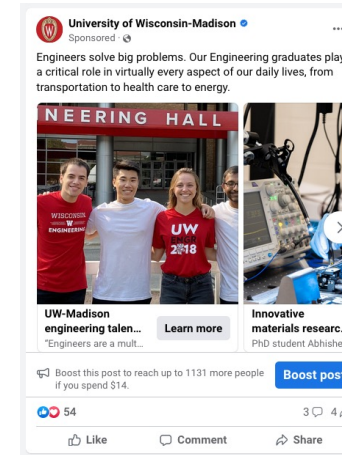 University of Wisconsin-Madison
Sponsored
Engineers solve big problems. Our Engineering graduates play
a critical role in virtually every aspect of our daily lives, from
transportation to health care to energy.
NEERING HALL
WISCONSIN
ENGINEERING
UW
ENGR
2018
UW-Madison
engineering talen...
"Engineers are a mult...
Learn more
Innovative
materials researc.
PhD student Abhishe
Boost this post to reach up to 1131 more people
if you spend $14.
Boost post
54
3
4
Like
Comment
Share